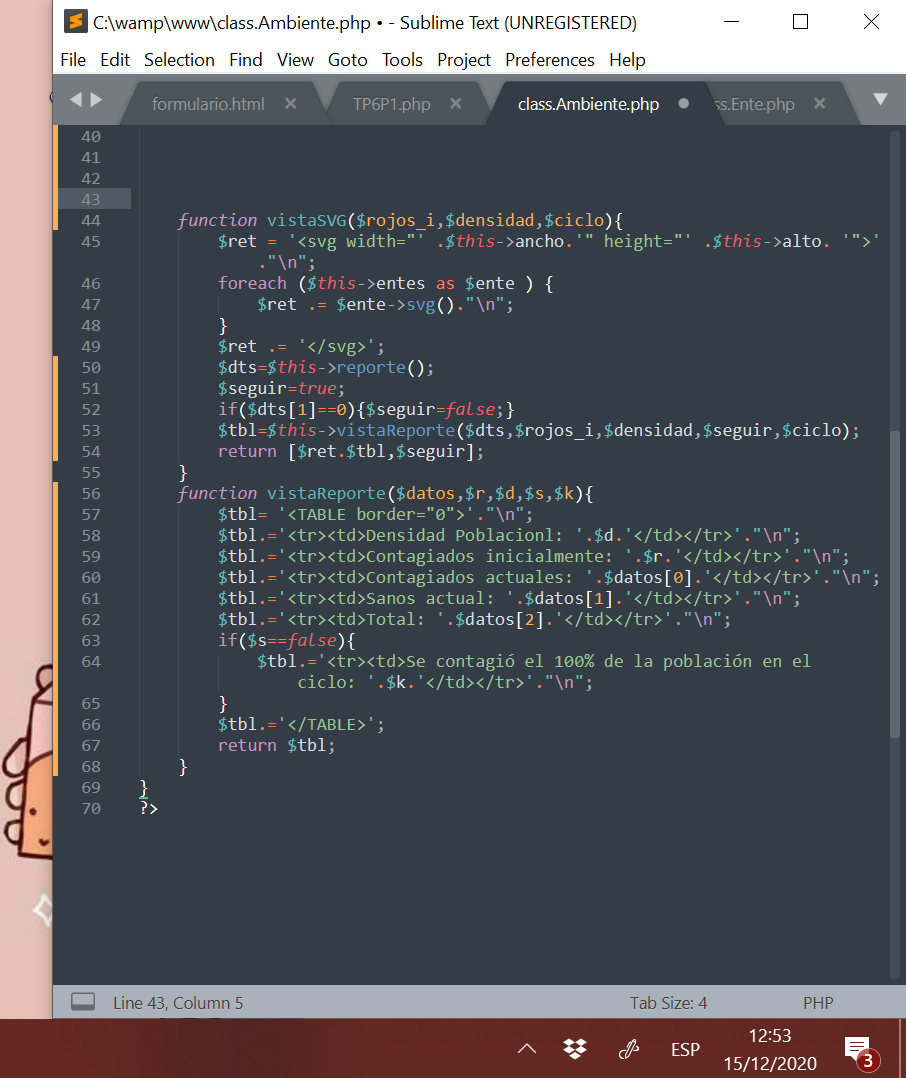 C:\wamp\www\class.Ambiente.php • - Sublime Text (UNREGISTERED)
File Edit Selection Find View Goto Tools Project Preferences Help
formulario.html TP6P1.php class.Ambiente.php ss.Ente.php
40
41
42
43
44 function vistaSVG($rojos_i,$densidad,$ciclo){
45 $ret = '<svg width="' .$this->ancho.'" height="' .$this->alto. '">'
."\n";
46 foreach ($this->entes as $ente ) {
47 $ret .= $ente->svg()."\n";
48 }
49 $ret .= '</svg>';
50 $dts=$this->reporte();
51 $seguir=true;
52 if($dts[1]==0){$seguir=false;}
53 $tbl=$this->vistaReporte($dts,$rojos_i,$densidad,$seguir,$ciclo);
54 return [$ret.$tbl,$seguir];
55 }
56 function vistaReporte($datos,$r,$d,$s,$k){
57 $tbl= '<TABLE border="0">'."\n";
58 $tbl.='<tr><td>Densidad Poblacionl: '.$d.'</td></tr>'."\n";
59 $tbl.='<tr><td>Contagiados inicialmente: '.$r.'</td></tr>'."\n";
60 $tbl.='<tr><td>Contagiados actuales: '.$datos[0].'</td></tr>'."\n";
61 $tbl.='<tr><td>Sanos actual: '.$datos[1].'</td></tr>'."\n";
62 $tbl.='<tr><td>Total: '.$datos[2].'</td></tr>'."\n";
63 if($s==false){
64 $tbl.='<tr><td>Se contagió el 100% de la población en el
ciclo: '.$k.'</td></tr>'."\n";
65 }
66 $tbl.='</TABLE>';
67 return $tbl;
68 }
69 }
70 ?>
Line 43, Column 5 Tab Size: 4 PHP
ESP 12:53
15/12/2020 3